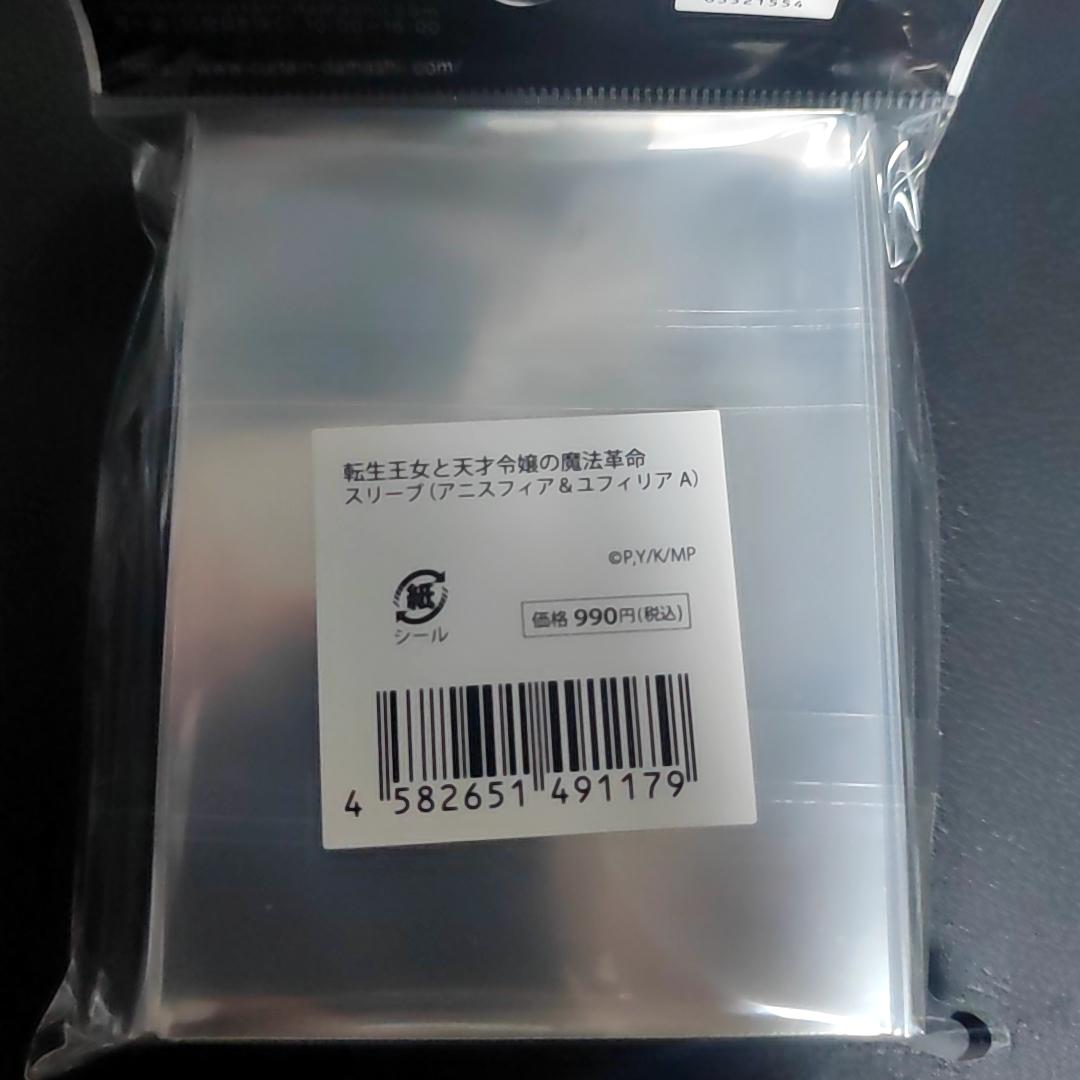 65521554
www.curtain-damashii.com
転生王女と天才令嬢の魔法革命
スリーブ(アニスフィア&ユフィリア A)
©P,Y/K/MP
紙
シール
価格 990円(税込)
4 582651 491179